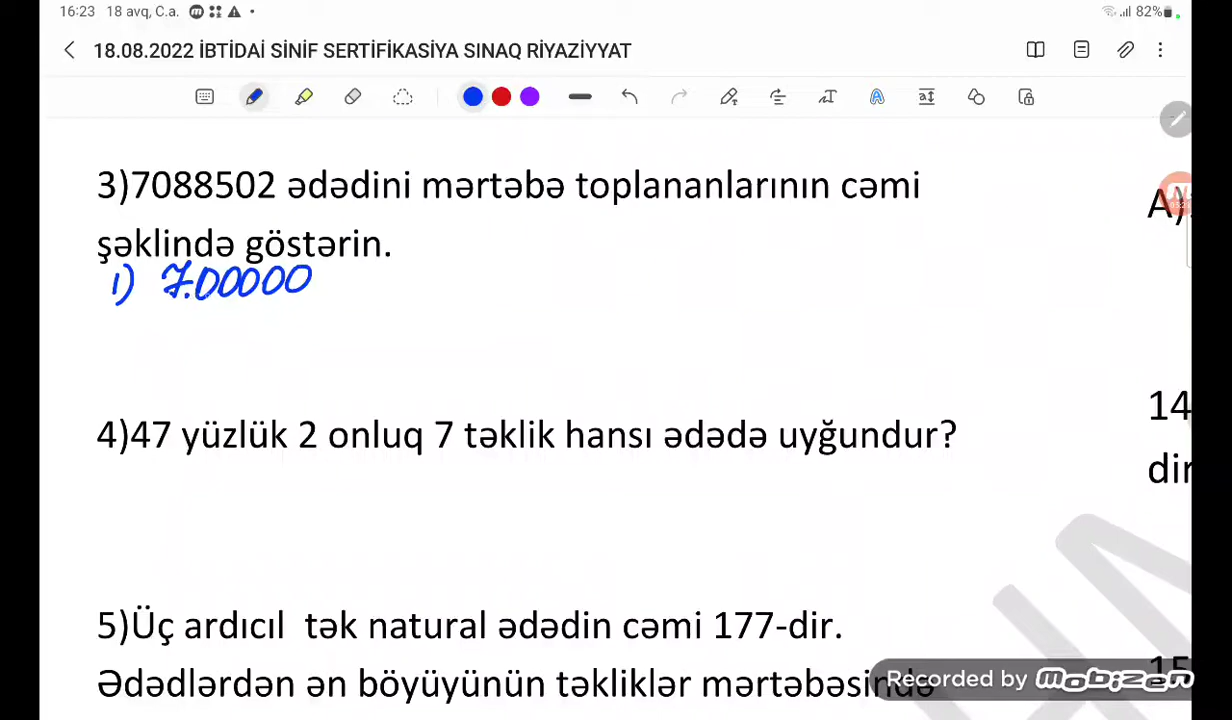 16:23 18 avq, C.a.
82%
18.08.2022 İBTİDAİ SİNİF SERTİFİKASİYA SINAQ RİYAZİYYAT
3)7088502 ədədini mərtəbə toplananlarının cəmi
şəklində göstərin.
1) 7.00000
A)
4)47 yüzlük 2 onluq 7 təklik hansı ədədə uyğundur?
14
dir
5)Üç ardıcıl tək natural ədədin cəmi 177-dir.
Ədədlərdən ən böyüyünün təkliklər mərtəbəsində
15
Recorded by mobizen